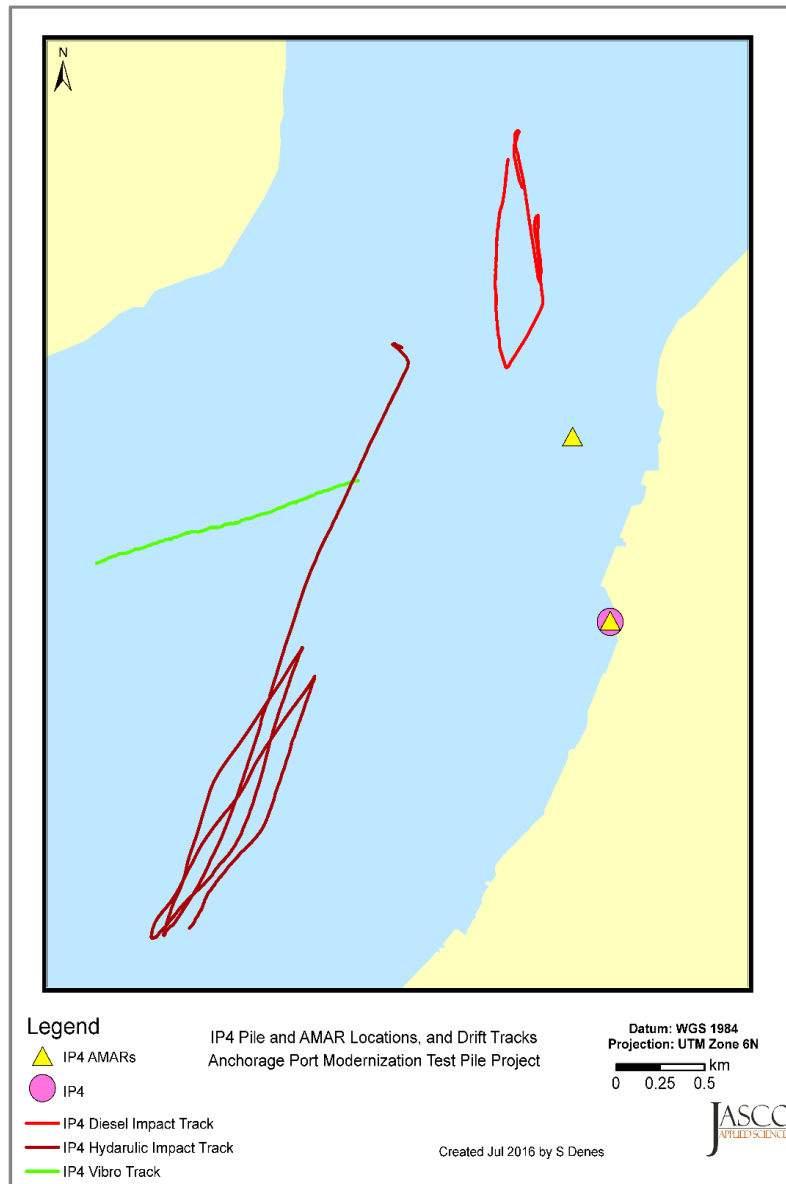 N
Legend
IP4 AMARs
IP4
IP4 Diesel Impact Track
IP4 Hydarulic Impact Track
IP4 Vibro Track
IP4 Pile and AMAR Locations, and Drift Tracks
Anchorage Port Modernization Test Pile Project
Created Jul 2016 by S Denes
Datum: WGS 1984
Projection: UTM Zone 6N
km
0 0.25 0.5
JASCO
APPLIED SCIENCES